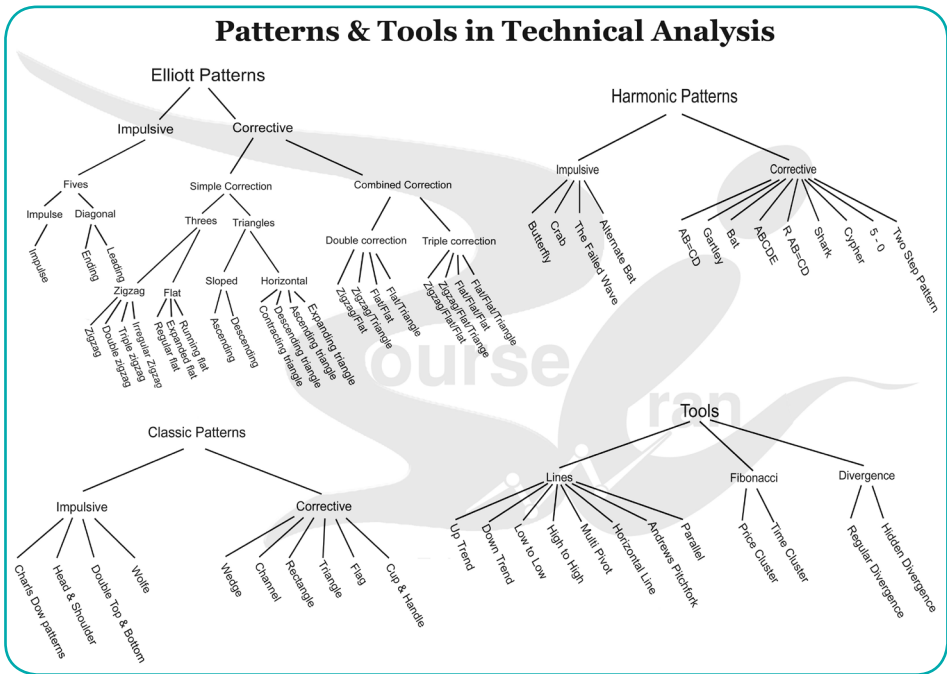 Patterns & Tools in Technical Analysis
Elliott Patterns
Impulsive
Corrective
Fives
Simple Correction
Combined Correction
Impulse
Diagonal
Threes
Triangles
Double correction
Triple correction
Impulse
Ending
Leading
Zigzag
Flat
Sloped
Horizontal
Zigzag/Flat
Zigzag/Triangle
Flat/Flat
Flat/Triangle
Zigzag/Flat/Flat
Zigzag/Flat/Triange
Flat/Flat/Flat
Flat/Flat/Triangle
Zigzag
Double zigzag
Triple zigzag
Irregular Zigzag
Regular flat
Expanded flat
Running flat
Ascending
Descending
Contracting triangle
Descending triangle
Ascending triangle
Expanding triangle
Harmonic Patterns
Impulsive
Corrective
Butterfly
Crab
The Failed Wave
Alternate Bat
AB=CD
Gartley
Bat
ABCDE
R AB=CD
Shark
Cypher
5 - 0
Two Step Pattern
ourse
ran
Classic Patterns
Impulsive
Corrective
Charls Dow patterns
Head & Shoulder
Double Top & Bottom
Wolfe
Wedge
Channel
Rectangle
Triangle
Flag
Cup & Handle
Tools
Lines
Fibonacci
Divergence
Up Trend
Down Trend
Low to Low
High to High
Multi Pivot
Horizontal Line
Andrews Pitchfork
Parallel
Price Cluster
Time Cluster
Regular Divergence
Hidden Divergence